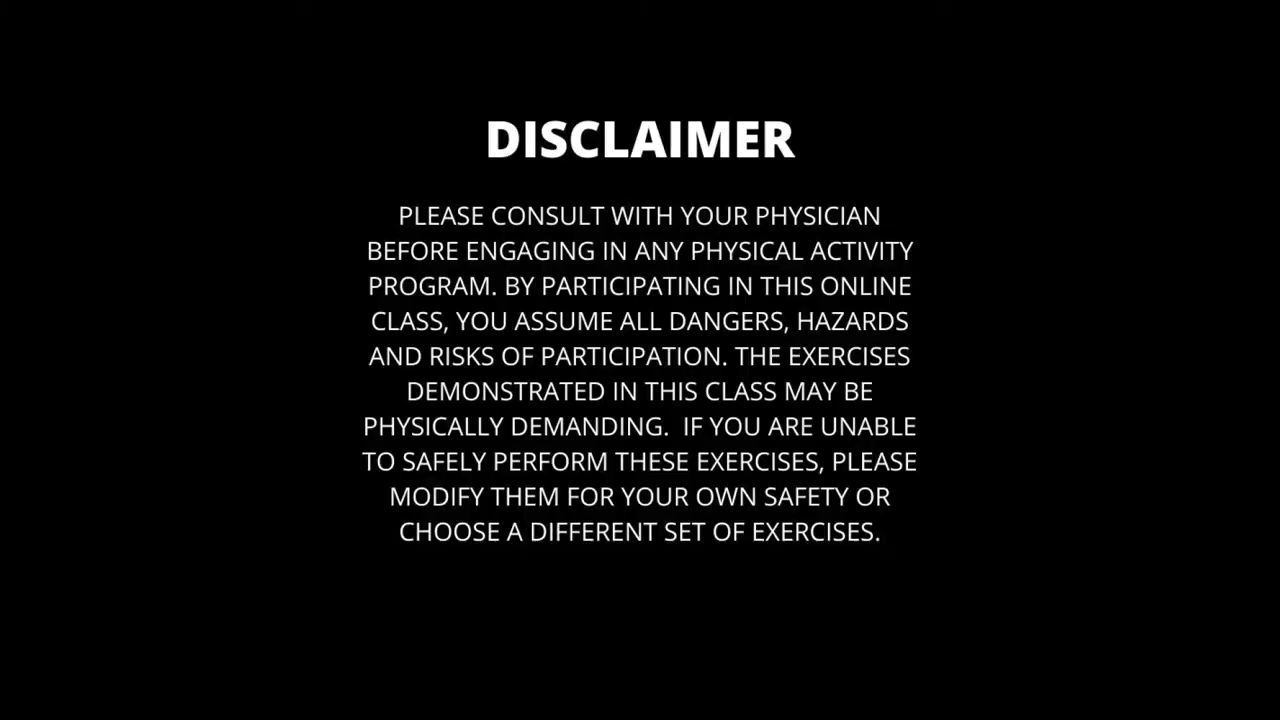 DISCLAIMER
PLEASE CONSULT WITH YOUR PHYSICIAN
BEFORE ENGAGING IN ANY PHYSICAL ACTIVITY
PROGRAM. BY PARTICIPATING IN THIS ONLINE
CLASS, YOU ASSUME ALL DANGERS, HAZARDS
AND RISKS OF PARTICIPATION. THE EXERCISES
DEMONSTRATED IN THIS CLASS MAY BE
PHYSICALLY DEMANDING.  IF YOU ARE UNABLE
TO SAFELY PERFORM THESE EXERCISES, PLEASE
MODIFY THEM FOR YOUR OWN SAFETY OR
CHOOSE A DIFFERENT SET OF EXERCISES.